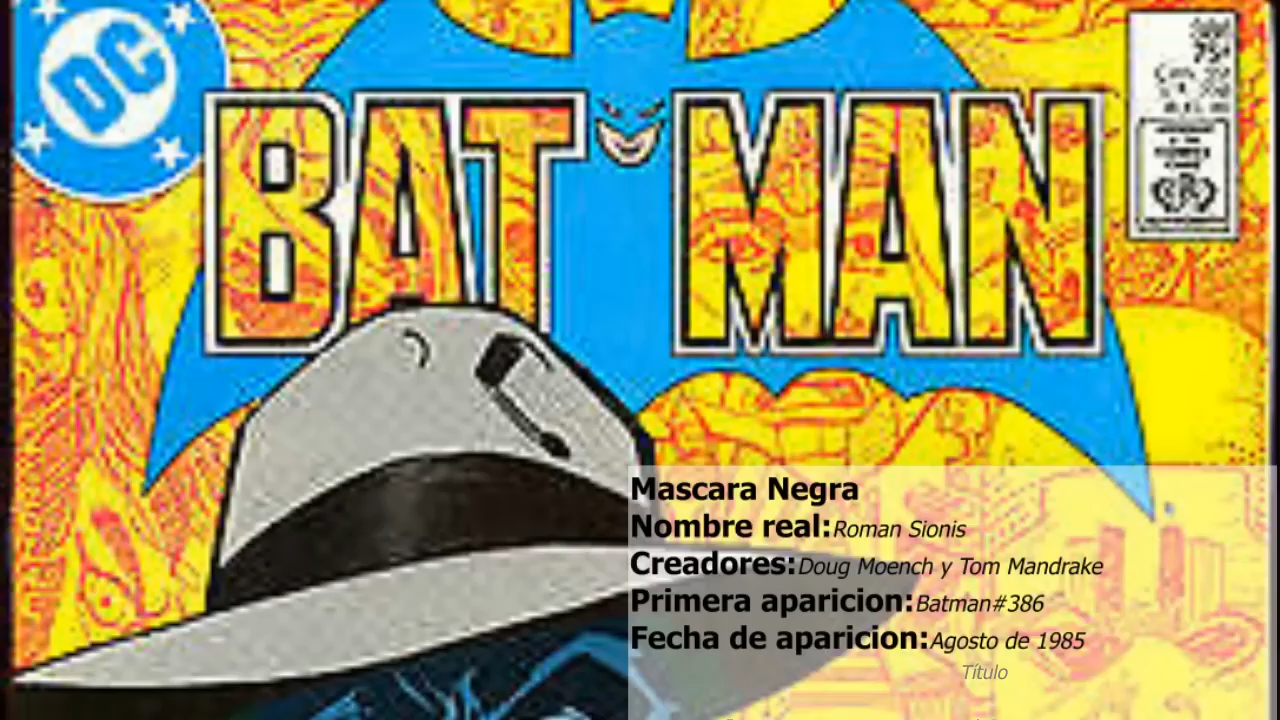 DC
BATMAN
75¢
Mascara Negra
Nombre real:Roman Sionis
Creadores:Doug Moench y Tom Mandrake
Primera aparicion:Batman#386
Fecha de aparicion:Agosto de 1985
Título